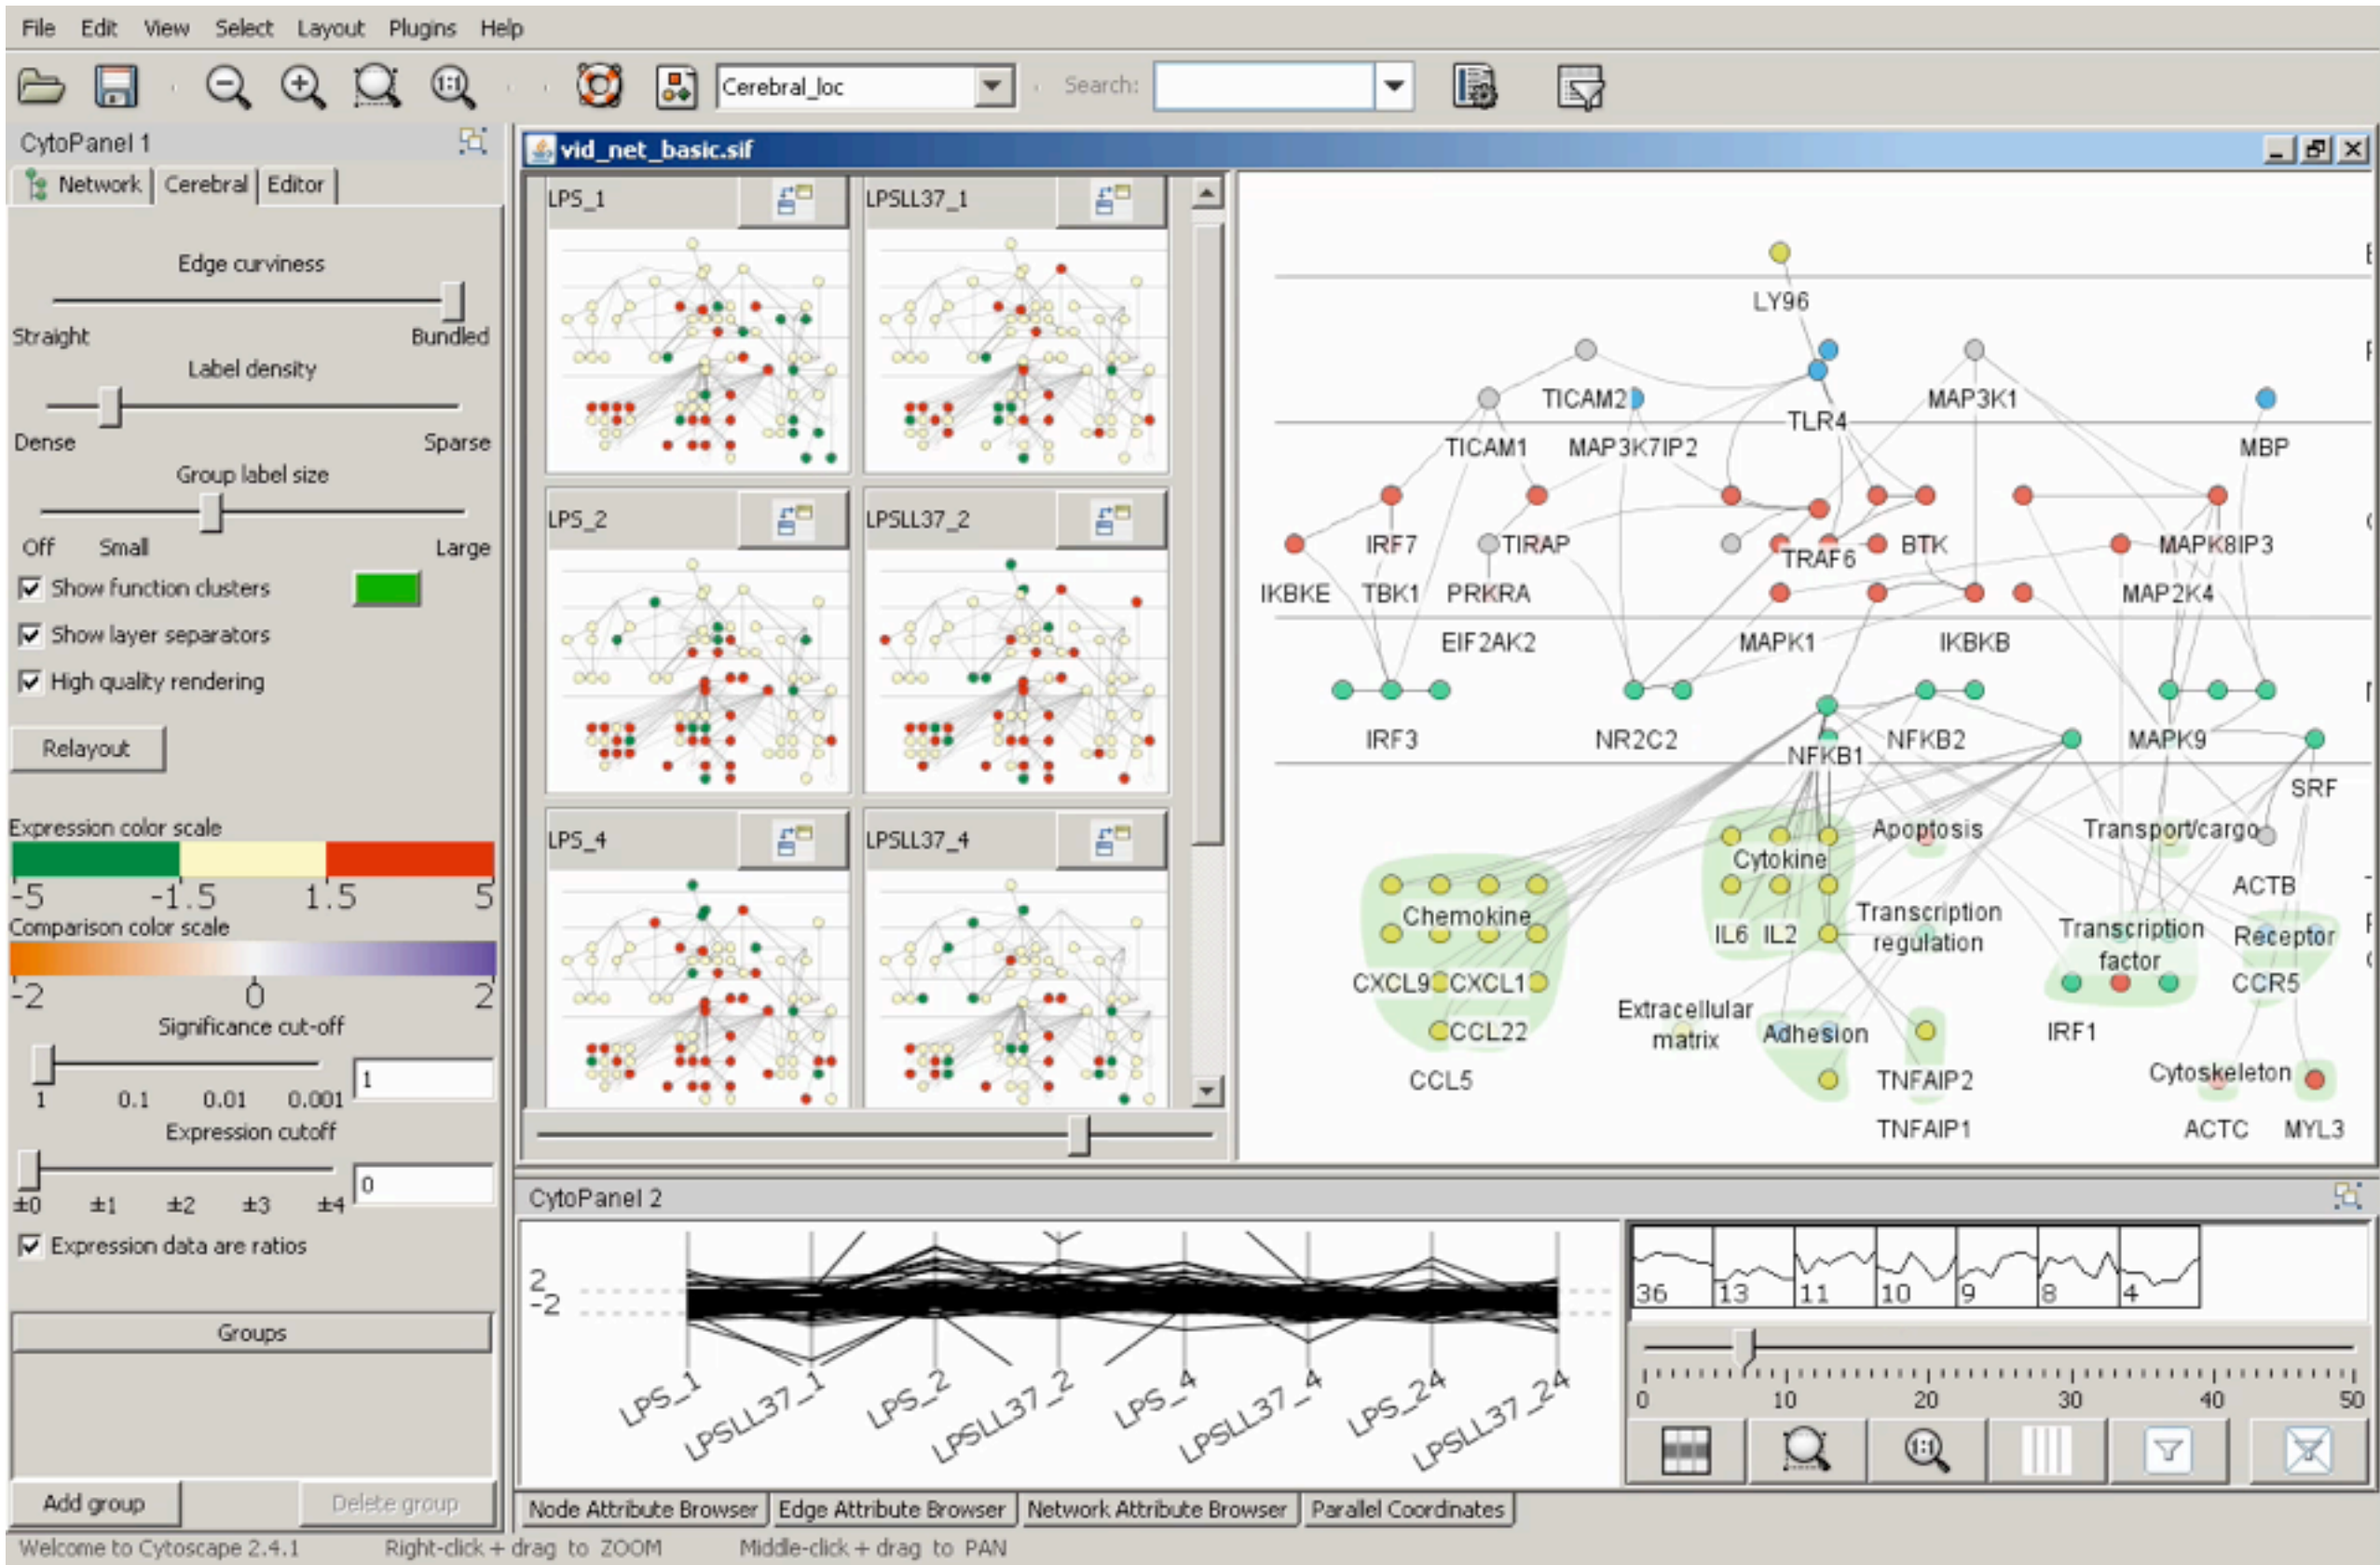 File Edit View Select Layout Plugins Help
Cerebral_loc Search:
CytoPanel 1
Network Cerebral Editor
Edge curviness
Straight Bundled
Label density
Dense Sparse
Group label size
Off Small Large
Show function clusters
Show layer separators
High quality rendering
Relayout
Expression color scale
-5 -1.5 1.5 5
Comparison color scale
-2 0 2
Significance cut-off
1
1 0.1 0.01 0.001
Expression cutoff
0
±0 ±1 ±2 ±3 ±4
Expression data are ratios
Groups
Add group Delete group
vid_net_basic.sif
LPS_1 LPSLL37_1
LPS_2 LPSLL37_2
LPS_4 LPSLL37_4
LY96
TICAM2 MAP3K1
TLR4
TICAM1 MAP3K7IP2 MBP
IRF7 TIRAP TRAF6 BTK MAPK8IP3
IKBKE TBK1 PRKRA MAP2K4
EIF2AK2 MAPK1 IKBKB
IRF3 NR2C2 NFKB1 NFKB2 MAPK9
SRF
Apoptosis Transport/cargo
Cytokine
ACTB
Chemokine Transcription
regulation
Transcription
factor
Receptor
IL6 IL2
CXCL9 CXCL1 CCR5
Extracellular
matrix
CCL22 Adhesion IRF1
CCL5 TNFAIP2 Cytoskeleton
TNFAIP1 ACTC MYL3
CytoPanel 2
2
-2
LPS_1 LPSLL37_1 LPS_2 LPSLL37_2 LPS_4 LPSLL37_4 LPS_24 LPSLL37_24
36 13 11 10 9 8 4
0 10 20 30 40 50
1:1
Node Attribute Browser Edge Attribute Browser Network Attribute Browser Parallel Coordinates
Welcome to Cytoscape 2.4.1 Right-click + drag to ZOOM Middle-click + drag to PAN